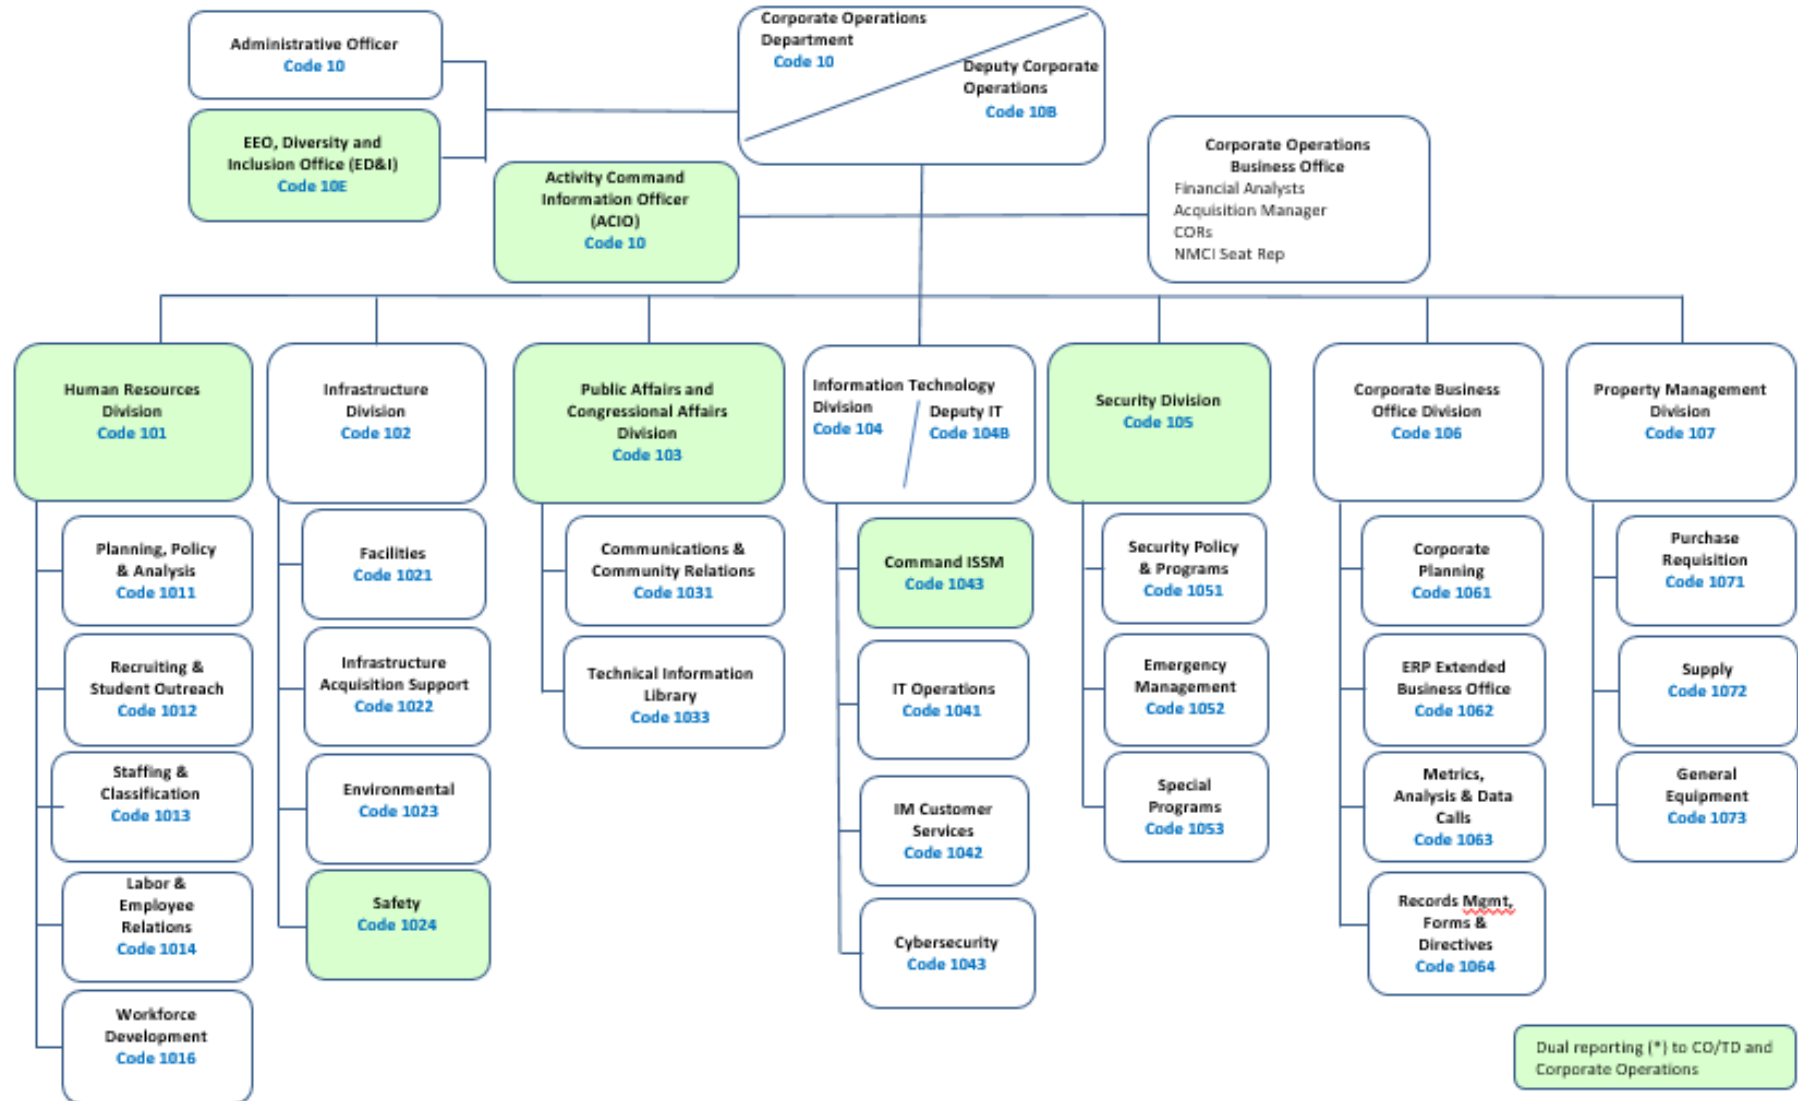 Administrative Officer
Code 10
EEO, Diversity and
Inclusion Office (ED&I)
Code 10E
Corporate Operations
Department
Code 10
Deputy Corporate
Operations
Code 10B
Activity Command
Information Officer
(ACIO)
Code 10
Corporate Operations
Business Office
Financial Analysts
Acquisition Manager
CORs
NMCI Seat Rep
Human Resources
Division
Code 101
Infrastructure
Division
Code 102
Public Affairs and
Congressional Affairs
Division
Code 103
Information Technology
Division
Code 104
Deputy IT
Code 104B
Security Division
Code 105
Corporate Business
Office Division
Code 106
Property Management
Division
Code 107
Planning, Policy
& Analysis
Code 1011
Recruiting &
Student Outreach
Code 1012
Staffing &
Classification
Code 1013
Labor &
Employee
Relations
Code 1014
Workforce
Development
Code 1016
Facilities
Code 1021
Infrastructure
Acquisition Support
Code 1022
Environmental
Code 1023
Safety
Code 1024
Communications &
Community Relations
Code 1031
Technical Information
Library
Code 1033
Command ISSM
Code 1043
IT Operations
Code 1041
IM Customer
Services
Code 1042
Cybersecurity
Code 1043
Security Policy
& Programs
Code 1051
Emergency
Management
Code 1052
Special
Programs
Code 1053
Corporate
Planning
Code 1061
ERP Extended
Business Office
Code 1062
Metrics,
Analysis & Data
Calls
Code 1063
Records Mgmt,
Forms &
Directives
Code 1064
Purchase
Requisition
Code 1071
Supply
Code 1072
General
Equipment
Code 1073
Dual reporting (*) to CO/TD and
Corporate Operations